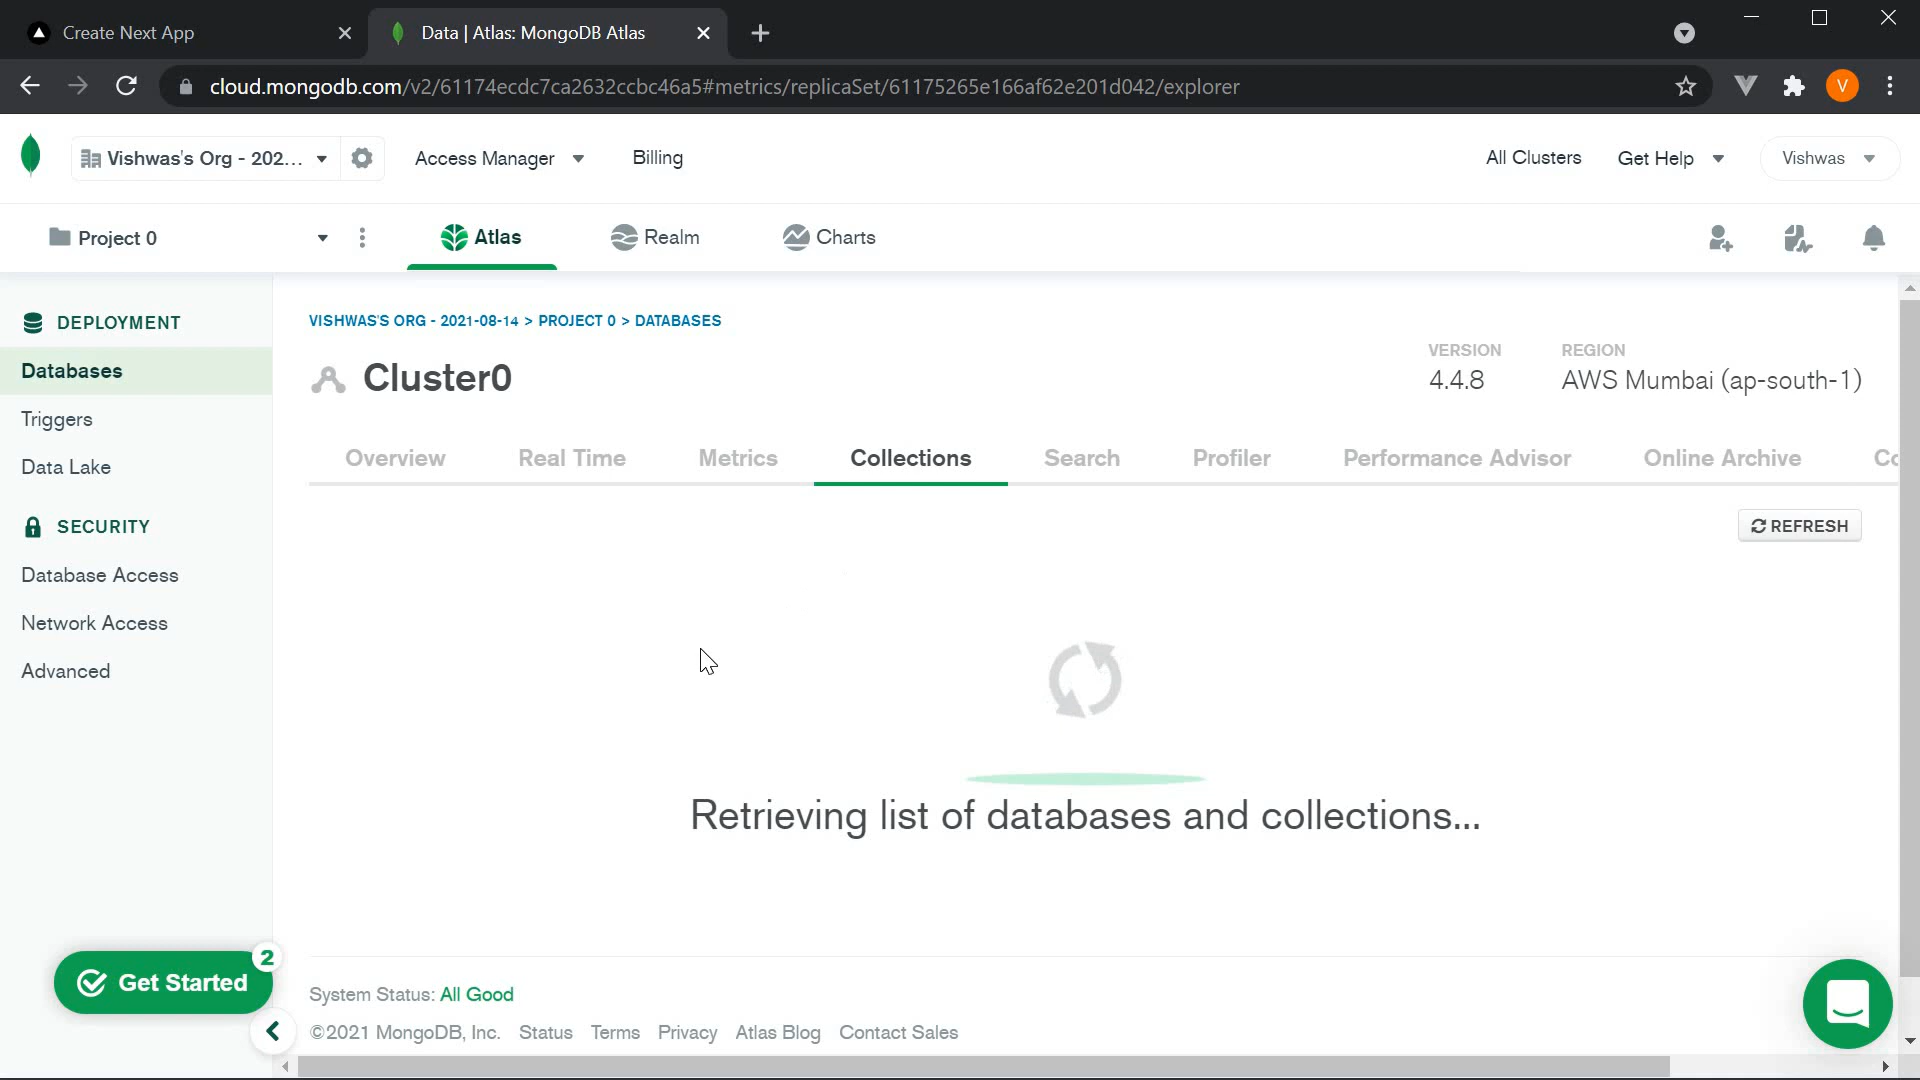 Create Next App
Data | Atlas: MongoDB Atlas
cloud.mongodb.com/v2/61174ecdc7ca2632ccbc46a5#metrics/replicaSet/61175265e166af62e201d042/explorer
V
Vishwas's Org - 202...
Access Manager
Billing
All Clusters
Get Help
Vishwas
Project 0
Atlas
Realm
Charts
DEPLOYMENT
Databases
Triggers
Data Lake
SECURITY
Database Access
Network Access
Advanced
Get Started
2
VISHWAS'S ORG - 2021-08-14 > PROJECT 0 > DATABASES
Cluster0
VERSION
4.4.8
REGION
AWS Mumbai (ap-south-1)
Overview
Real Time
Metrics
Collections
Search
Profiler
Performance Advisor
Online Archive
REFRESH
Retrieving list of databases and collections...
System Status: All Good
©2021 MongoDB, Inc. Status Terms Privacy Atlas Blog Contact Sales